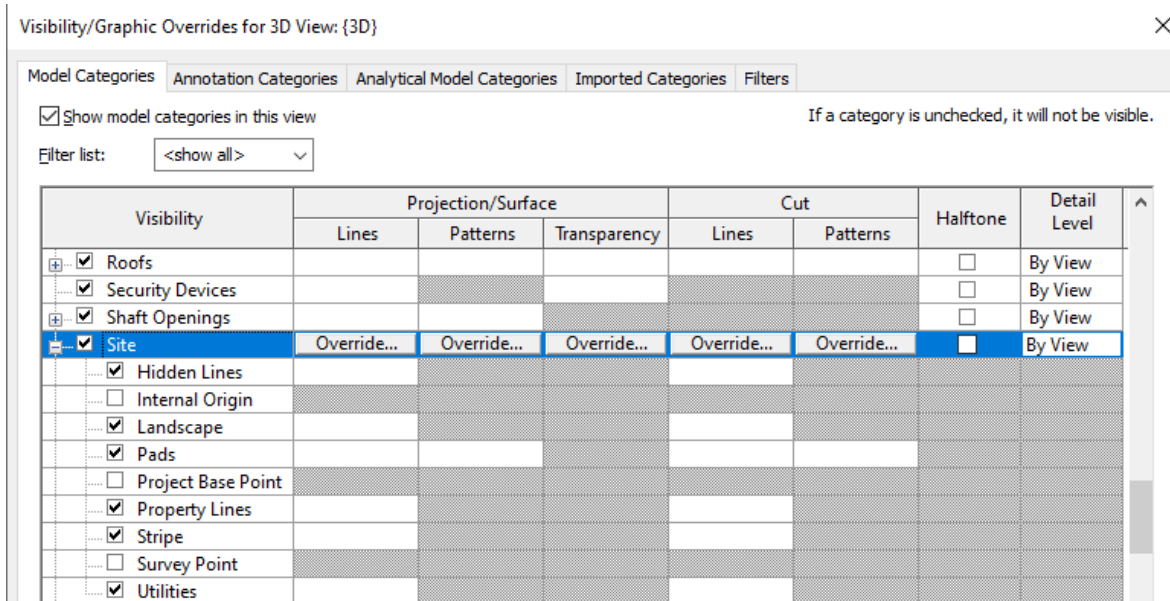 Visibility/Graphic Overrides for 3D View: {3D}
Model Categories Annotation Categories Analytical Model Categories Imported Categories Filters
Show model categories in this view If a category is unchecked, it will not be visible.
Filter list: <show all>
Visibility Projection/Surface Cut Halftone Detail Level
Lines Patterns Transparency Lines Patterns
Roofs By View
Security Devices By View
Shaft Openings By View
Site Override... Override... Override... Override... Override... By View
Hidden Lines
Internal Origin
Landscape
Pads
Project Base Point
Property Lines
Stripe
Survey Point
Utilities